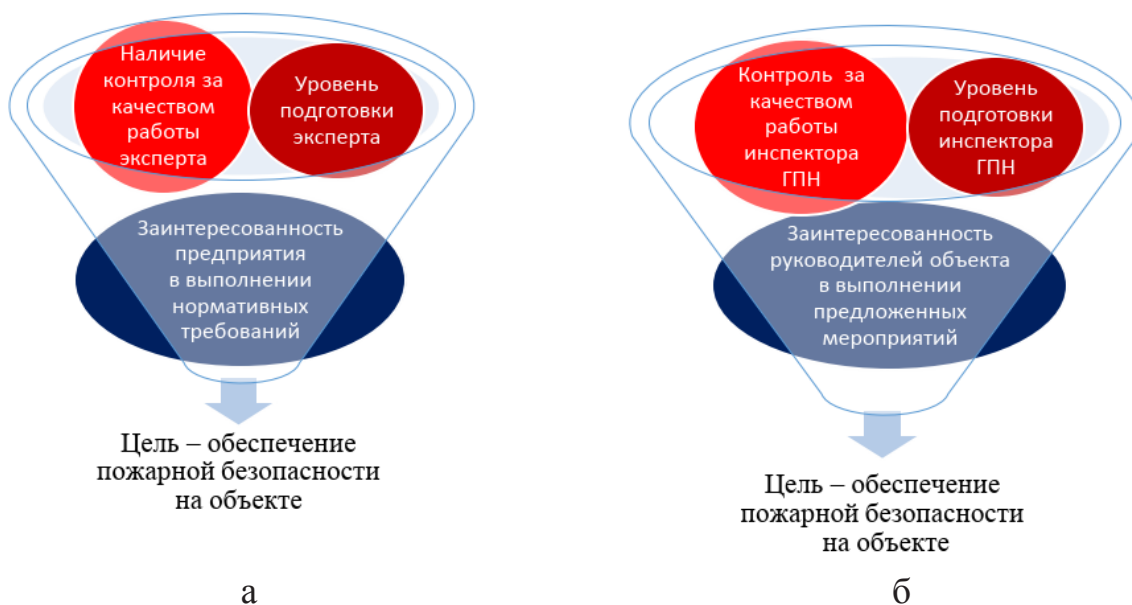 Наличие
контроля за
качеством
работы
эксперта
Уровень
подготовки
эксперта
Заинтересованность
предприятия
в выполнении
нормативных
требований
Цель – обеспечение
пожарной безопасности
на объекте
а
Контроль за
качеством
работы
инспектора
ГПН
Уровень
подготовки
инспектора
ГПН
Заинтересованность
руководителей объекта
в выполнении
предложенных
мероприятий
Цель – обеспечение
пожарной безопасности
на объекте
б